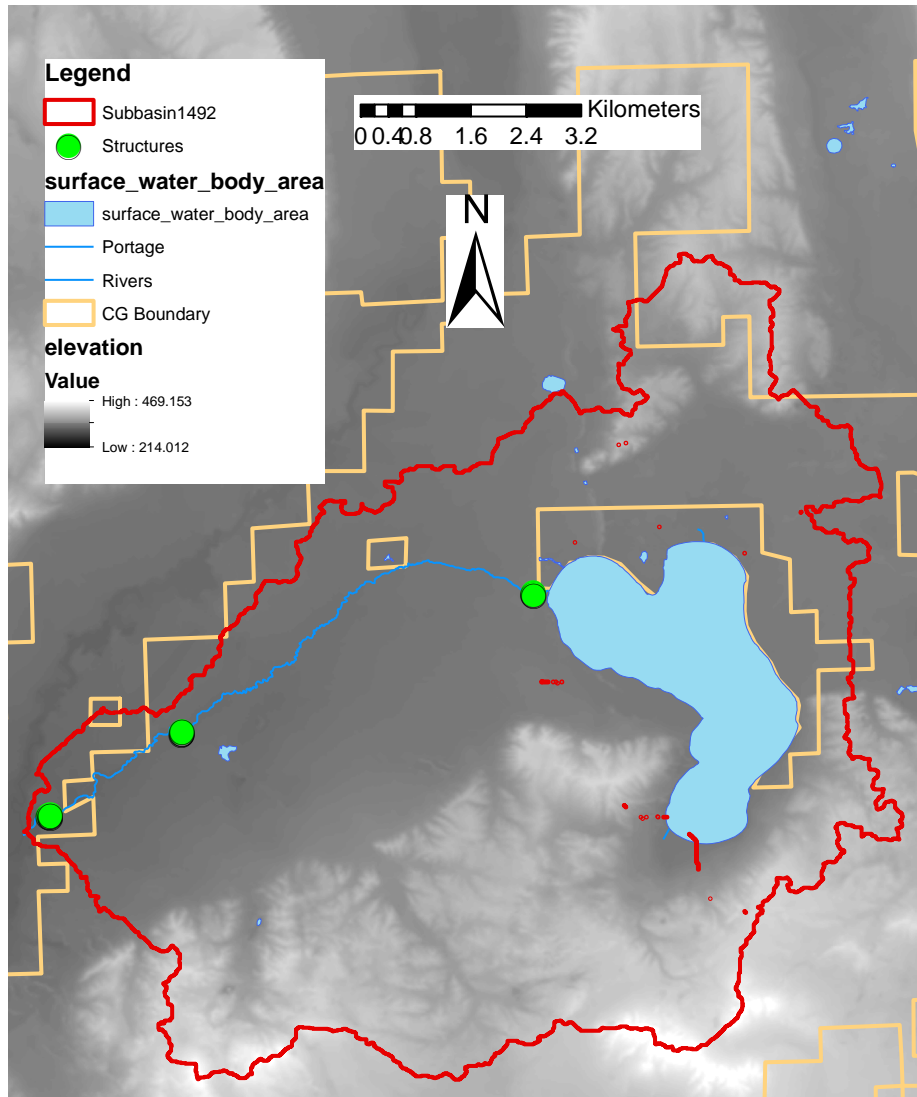 Legend
Subbasin1492
Structures
surface_water_body_area
surface_water_body_area
Portage
Rivers
CG Boundary
elevation
Value
High : 469.153
Low : 214.012
Kilometers
0 0.4 0.8 1.6 2.4 3.2
N